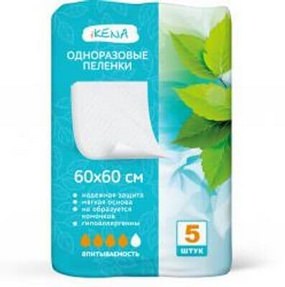 iKENA
ОДНОРАЗОВЫЕ
ПЕЛЕНКИ
60х60 см
надежная защита
мягкая основа
не образуется
комочков
гипоаллергенны
ВПИТЫВАЕМОСТЬ
5
ШТУК